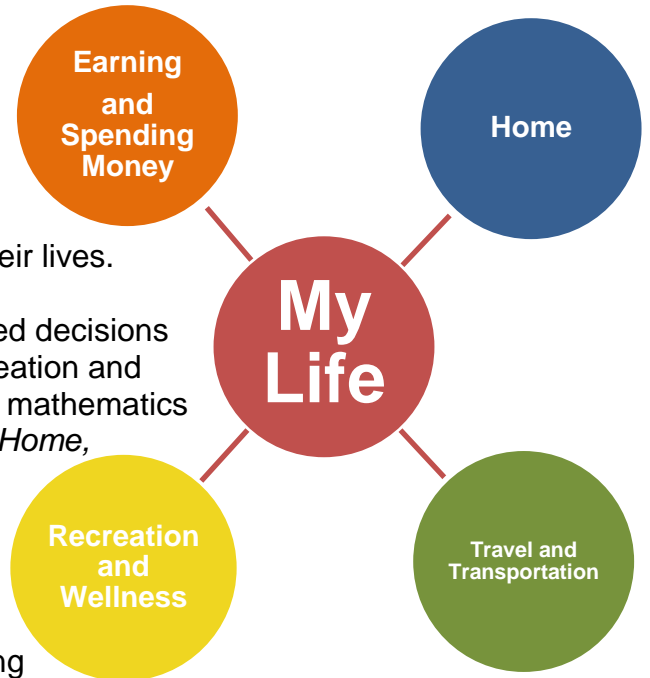 Earning
and
Spending
Money
Home
eir lives.
My
Life
ed decisions
eation and
mathematics
Home,
Recreation
and
Wellness
Travel and
Transportation
ng